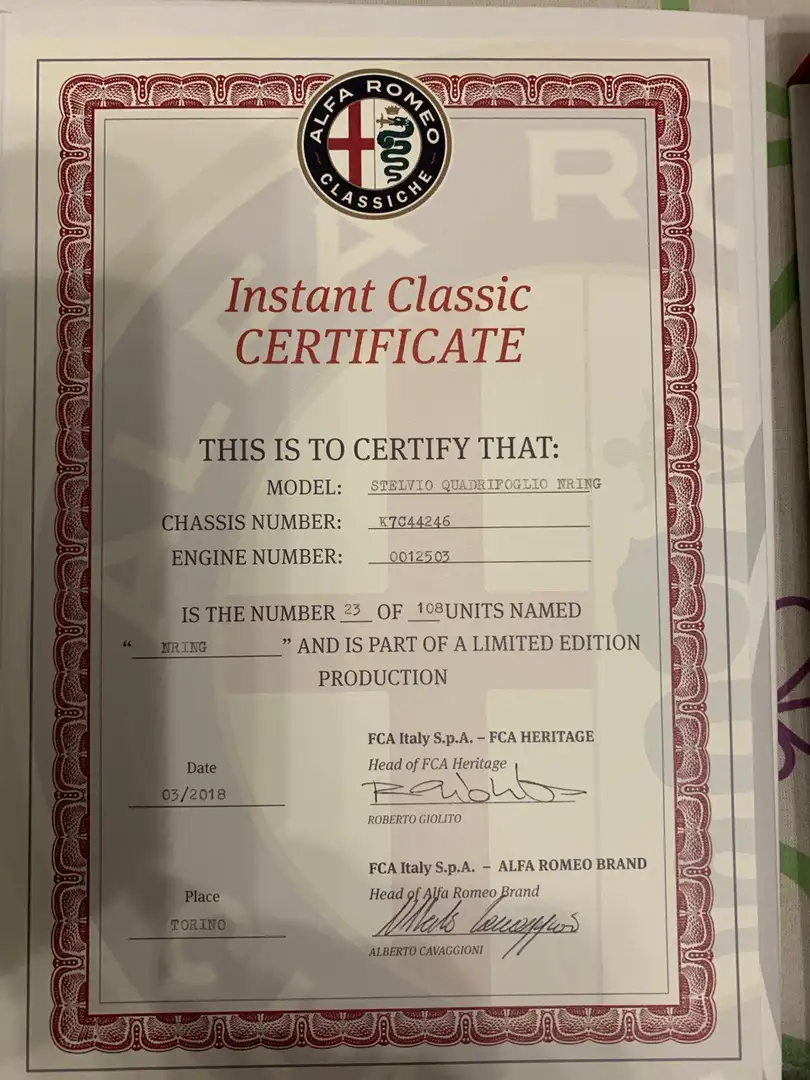 ALFA ROMEO
CLASSICHE
Instant Classic
CERTIFICATE
THIS IS TO CERTIFY THAT:
MODEL: STELVIO QUADRIFOGLIO NRING
CHASSIS NUMBER: K7C44246
ENGINE NUMBER: 0012503
IS THE NUMBER 23 OF 108 UNITS NAMED
“ NRING ” AND IS PART OF A LIMITED EDITION
PRODUCTION
FCA Italy S.p.A. – FCA HERITAGE
Head of FCA Heritage
Date
03/2018
ROBERTO GIOLITO
FCA Italy S.p.A. – ALFA ROMEO BRAND
Head of Alfa Romeo Brand
Place
TORINO
ALBERTO CAVAGGIONI